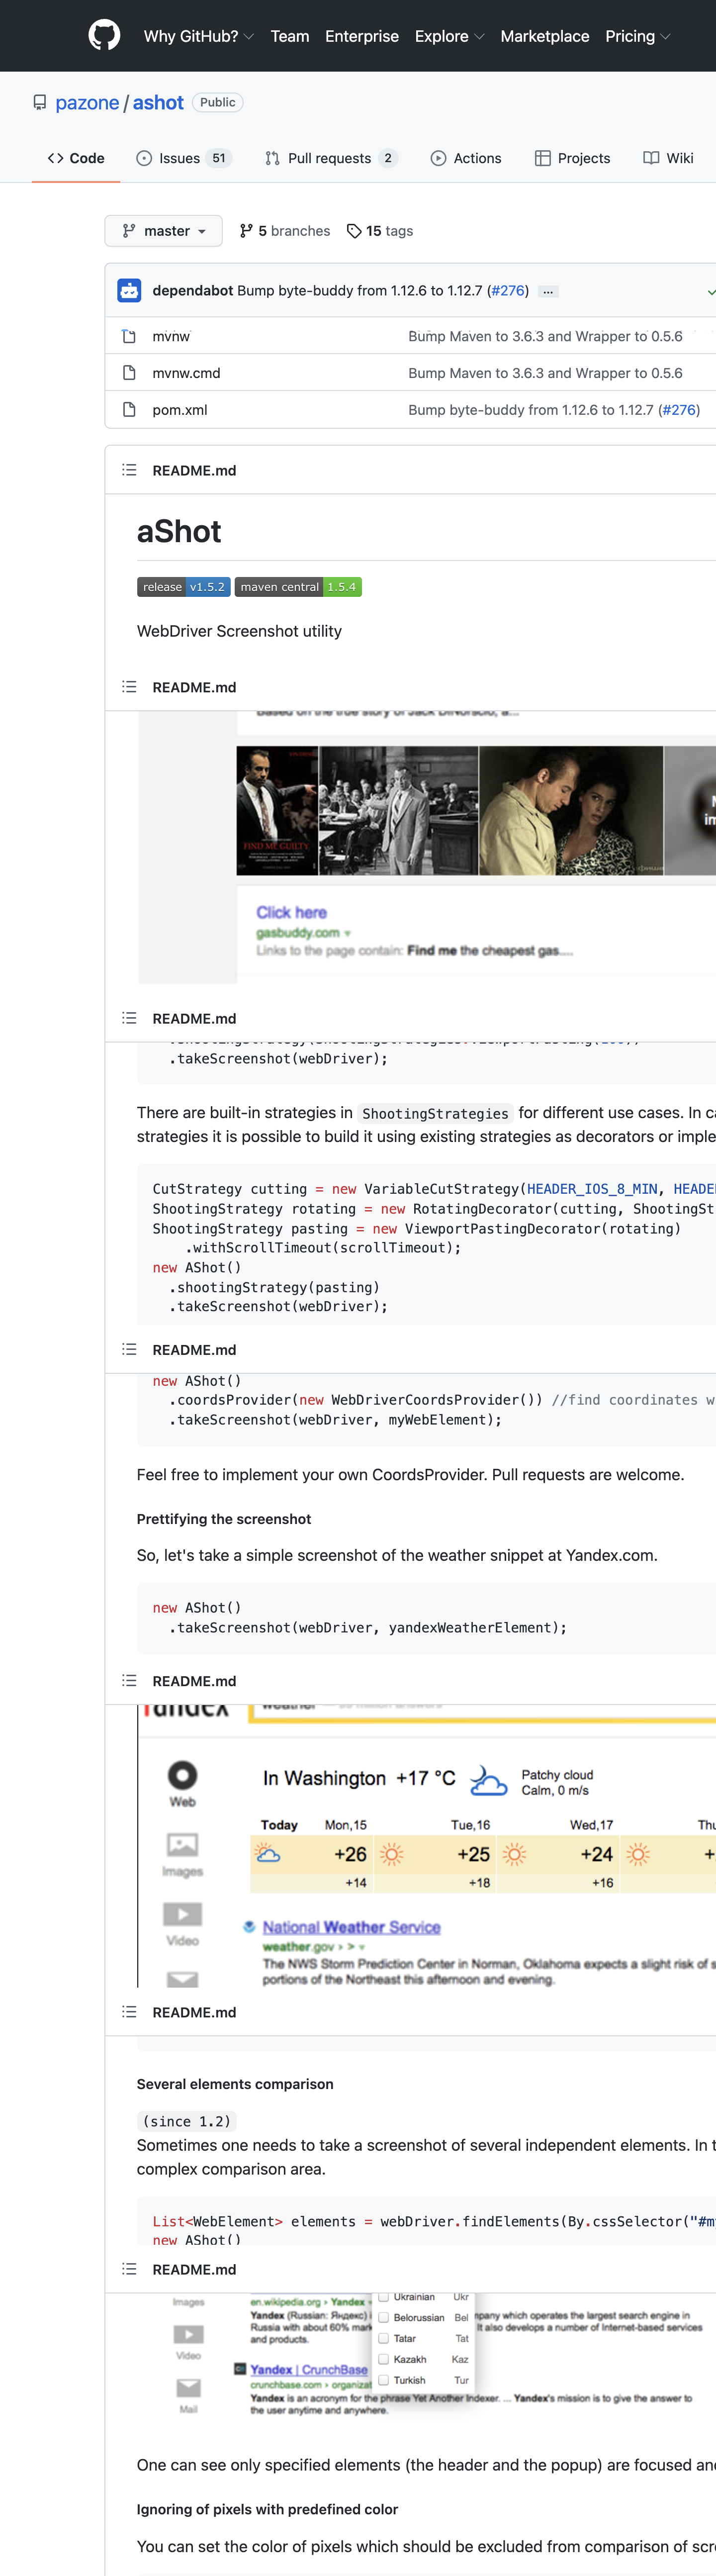 Why GitHub? Team Enterprise Explore Marketplace Pricing
pazone / ashot Public
Code Issues 51 Pull requests 2 Actions Projects Wiki
master 5 branches 15 tags
dependabot Bump byte-buddy from 1.12.6 to 1.12.7 (#276) ...
mvnw Bump Maven to 3.6.3 and Wrapper to 0.5.6
mvnw.cmd Bump Maven to 3.6.3 and Wrapper to 0.5.6
pom.xml Bump byte-buddy from 1.12.6 to 1.12.7 (#276)
README.md
aShot
release v1.5.2 maven central 1.5.4
WebDriver Screenshot utility
README.md
Based on the true story of Jack DiNorscio, a...
FIND ME GUILTY
Click here
gasbuddy.com
Links to the page contain: Find me the cheapest gas....
README.md
.takeScreenshot(webDriver);
There are built-in strategies in ShootingStrategies for different use cases. In
strategies it is possible to build it using existing strategies as decorators or
CutStrategy cutting = new VariableCutStrategy(HEADER_IOS_8_MIN,
ShootingStrategy rotating = new RotatingDecorator(cutting,
ShootingStrategy pasting = new ViewportPastingDecorator(rotating)
.withScrollTimeout(scrollTimeout);
new AShot()
.shootingStrategy(pasting)
.takeScreenshot(webDriver);
README.md
new AShot()
.coordsProvider(new WebDriverCoordsProvider()) //find coordinates
.takeScreenshot(webDriver, myWebElement);
Feel free to implement your own CoordsProvider. Pull requests are welcome.
Prettifying the screenshot
So, let's take a simple screenshot of the weather snippet at Yandex.com.
new AShot()
.takeScreenshot(webDriver, yandexWeatherElement);
README.md
Yandex
In Washington +17 °C Patchy cloud
Calm, 0 m/s
Web
Today Mon,15 Tue,16 Wed,17
+26 +25 +24
+14 +18 +16
Images
National Weather Service
Video
weather.gov › >
The NWS Storm Prediction Center in Norman, Oklahoma expects a slight risk of
portions of the Northeast this afternoon and evening.
README.md
Several elements comparison
(since 1.2)
Sometimes one needs to take a screenshot of several independent elements. In
complex comparison area.
List<WebElement> elements = webDriver.findElements(By.cssSelector("#m
new AShot()
README.md
Images en.wikipedia.org › Yandex Ukrainian Ukr
Yandex (Russian: Яндекс) Belorussian Bel mpany which operates the largest search engine in
Russia with about 60% Tatar Tat It also develops a number of Internet-based services
and products.
Video
Kazakh Kaz
Yandex | CrunchBase
crunchbase.com › Turkish Tur
Mail
Yandex is an acronym for the phrase Yet Another Indexer. ... Yandex's mission is to give the answer to
the user anytime and anywhere.
One can see only specified elements (the header and the popup) are focused
Ignoring of pixels with predefined color
You can set the color of pixels which should be excluded from comparison of